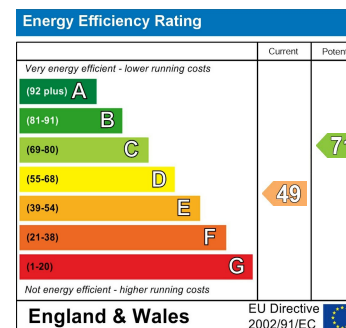 Energy Efficiency Rating
Current
Very energy efficient - lower running costs
(92 plus) A
(81-91) B
(69-80) C
(55-68) D
49
(39-54) E
(21-38) F
(1-20) G
Not energy efficient - higher running costs
England & Wales
EU Directive
2002/91/EC